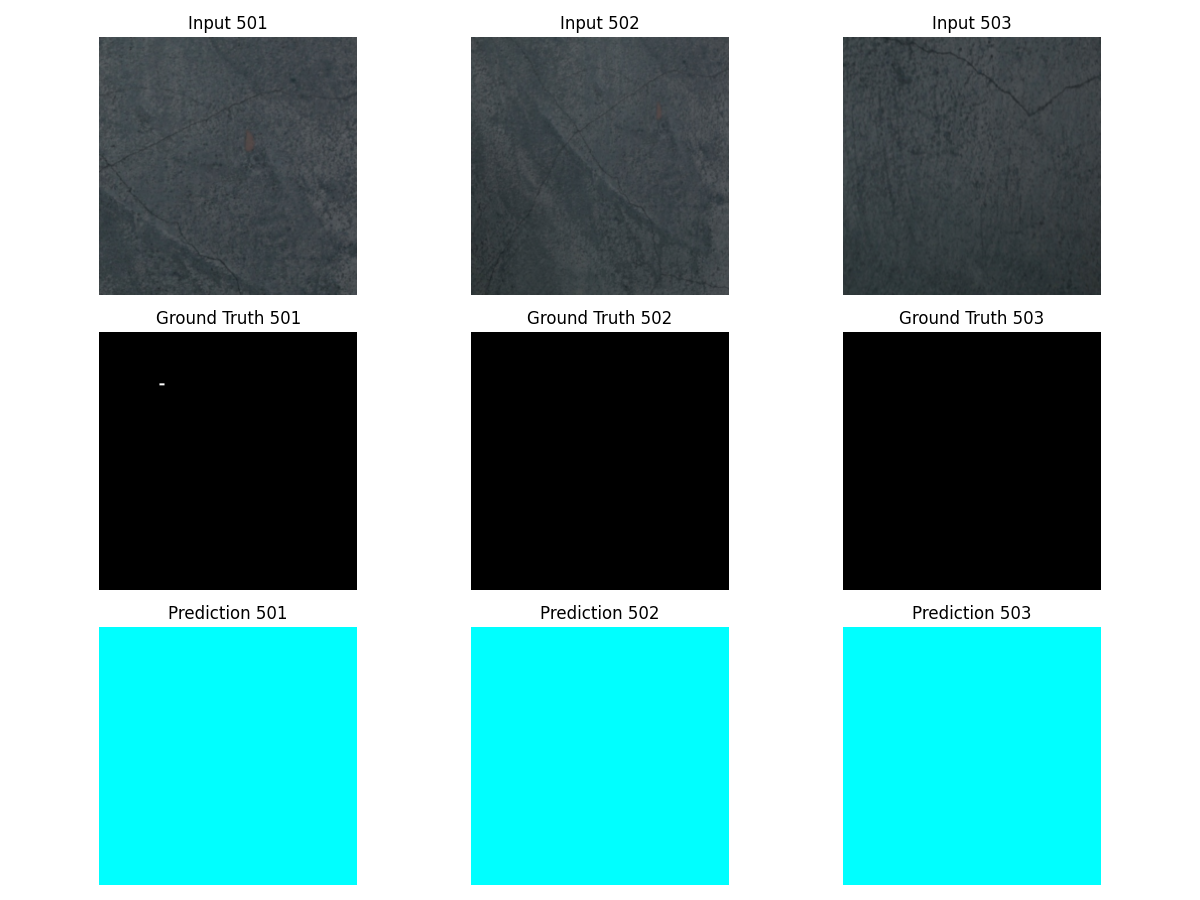 Input 501
Input 502
Input 503
Ground Truth 501
Ground Truth 502
Ground Truth 503
Prediction 501
Prediction 502
Prediction 503